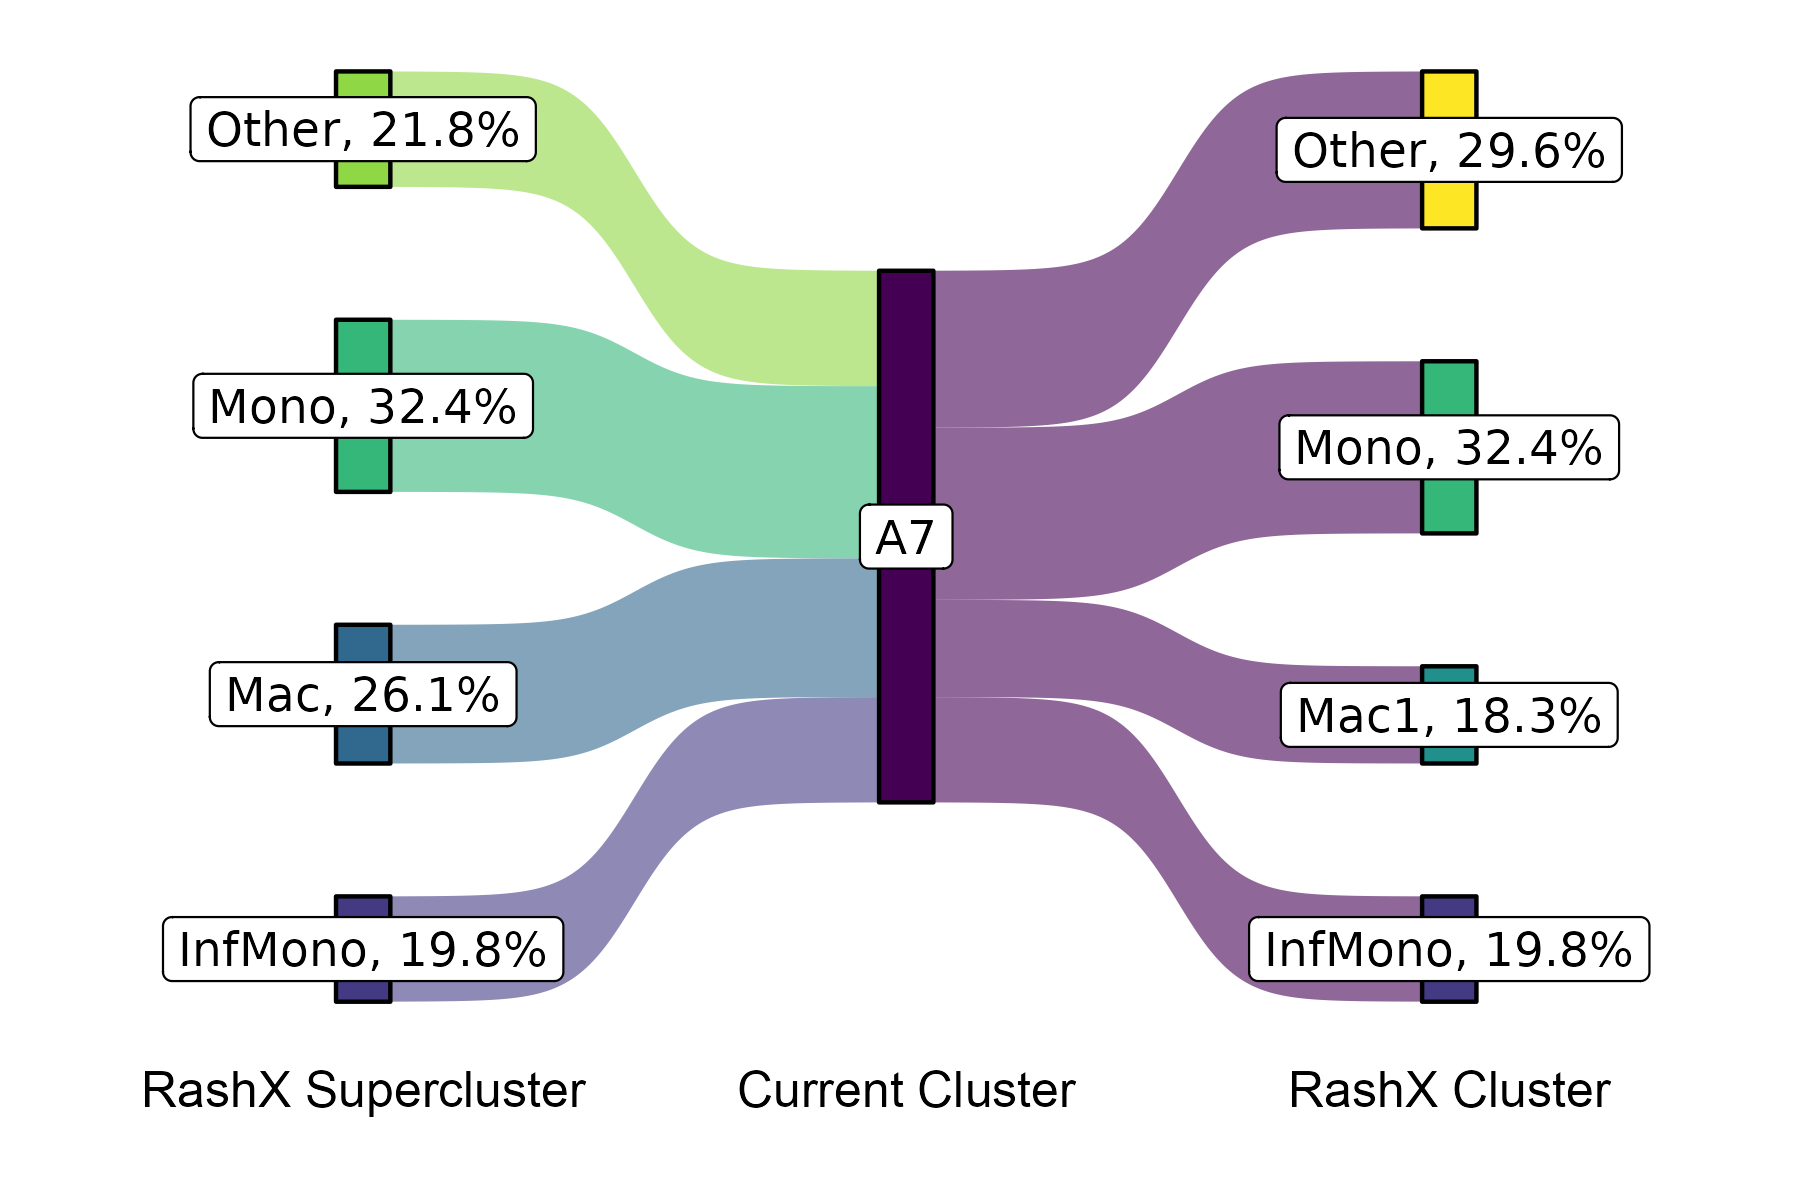 Other, 21.8%
Mono, 32.4%
Mac, 26.1%
InfMono, 19.8%
A7
Other, 29.6%
Mono, 32.4%
Mac1, 18.3%
InfMono, 19.8%
RashX Supercluster
Current Cluster
RashX Cluster